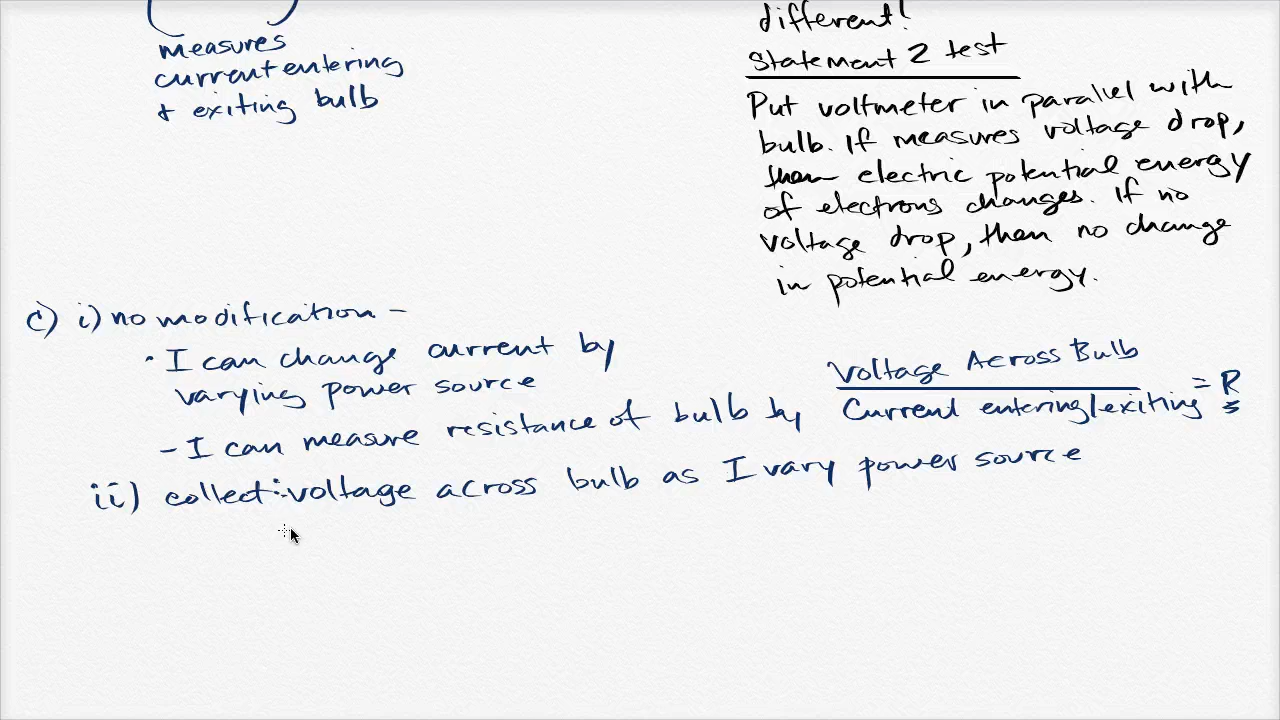 measures
current entering
+ exiting bulb
different!
Statement 2 test
Put voltmeter in parallel with
bulb. If measures voltage drop,
then electric potential energy
of electrons changes. If no
voltage drop, then no change
in potential energy.
c) i) no modification -
· I can change current by
varying power source
- I can measure resistance of bulb by
Voltage Across Bulb
Current entering/exiting = R
ii) collect: voltage across bulb as I vary power source